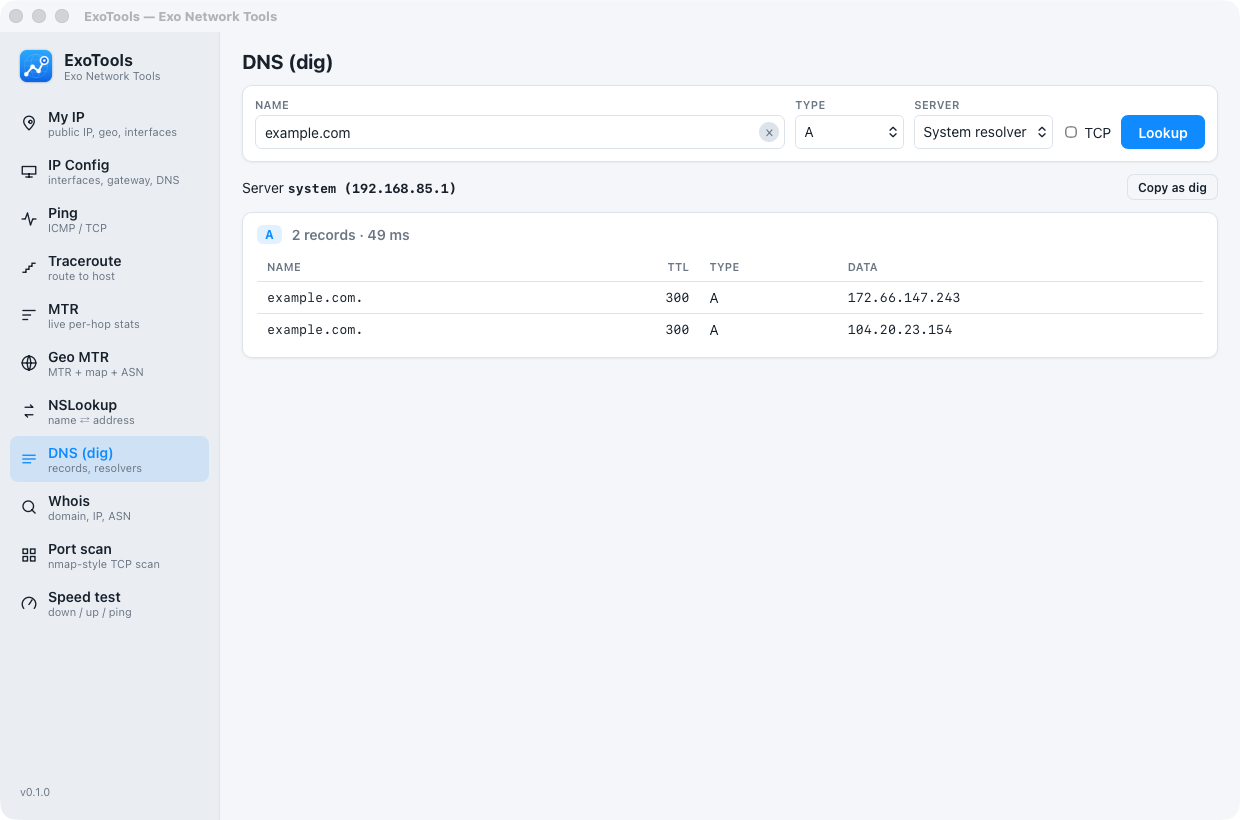 ExoTools — Exo Network Tools
ExoTools
Exo Network Tools
My IP
public IP, geo, interfaces
IP Config
interfaces, gateway, DNS
Ping
ICMP / TCP
Traceroute
route to host
MTR
live per-hop stats
Geo MTR
MTR + map + ASN
NSLookup
name ⇄ address
DNS (dig)
records, resolvers
Whois
domain, IP, ASN
Port scan
nmap-style TCP scan
Speed test
down / up / ping
v0.1.0
DNS (dig)
NAME TYPE SERVER
example.com A System resolver TCP Lookup
Server system (192.168.85.1) Copy as dig
A 2 records · 49 ms
NAME TTL TYPE DATA
example.com. 300 A 172.66.147.243
example.com. 300 A 104.20.23.154